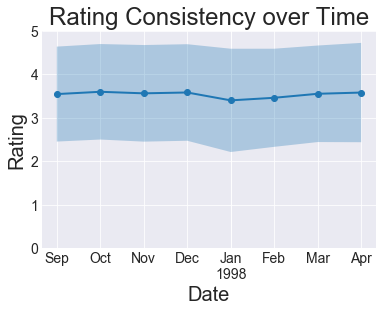 Rating Consistency over Time
Rating
5
4
3
2
1
0
Sep Oct Nov Dec Jan Feb Mar Apr
1998
Date